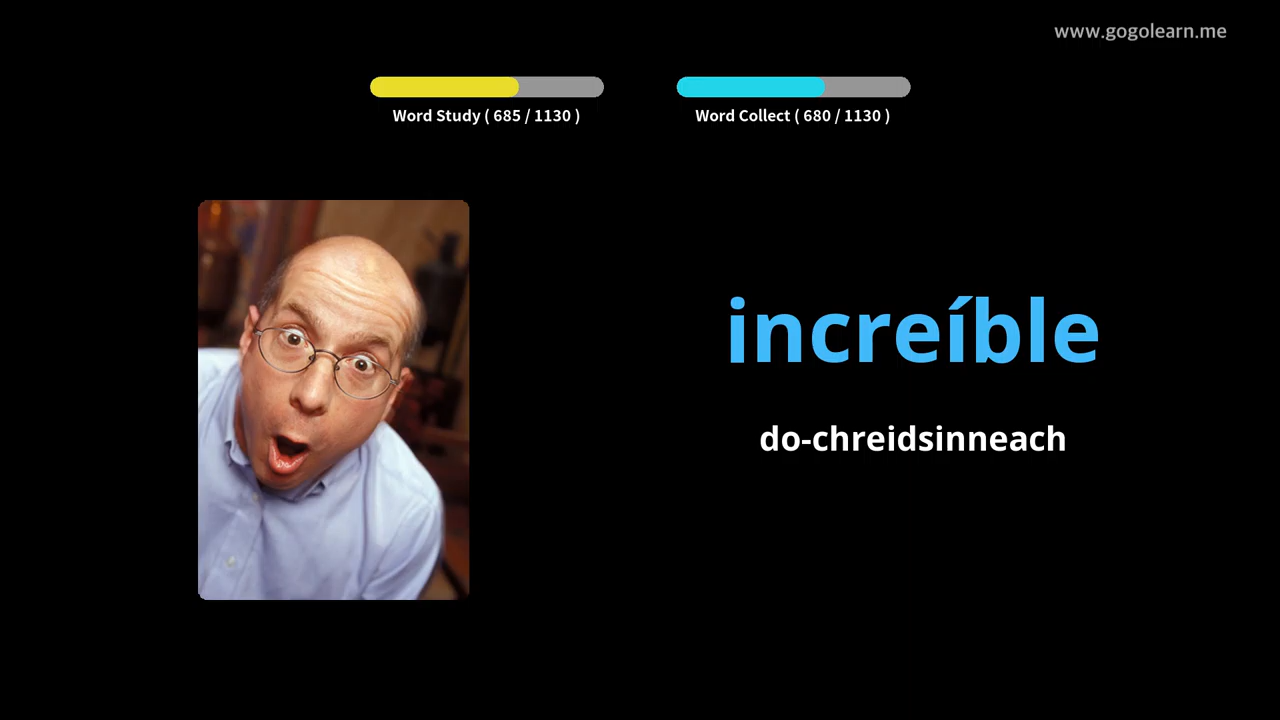 www.gogolearn.me
Word Study ( 685 / 1130 )
Word Collect ( 680 / 1130 )
increíble
do-chreidsinneach